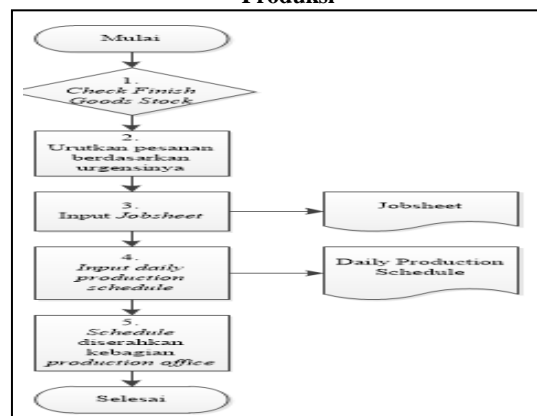 Produksi
Mulai
1.
Check Finish
Goods Stock
2.
Urutkan pesanan
berdasarkan
urgensinya
3.
Input Jobsheet
Jobsheet
4.
Input daily
production
schedule
Daily Production
Schedule
5.
Schedule
diserahkan
kebagian
production office
Selesai